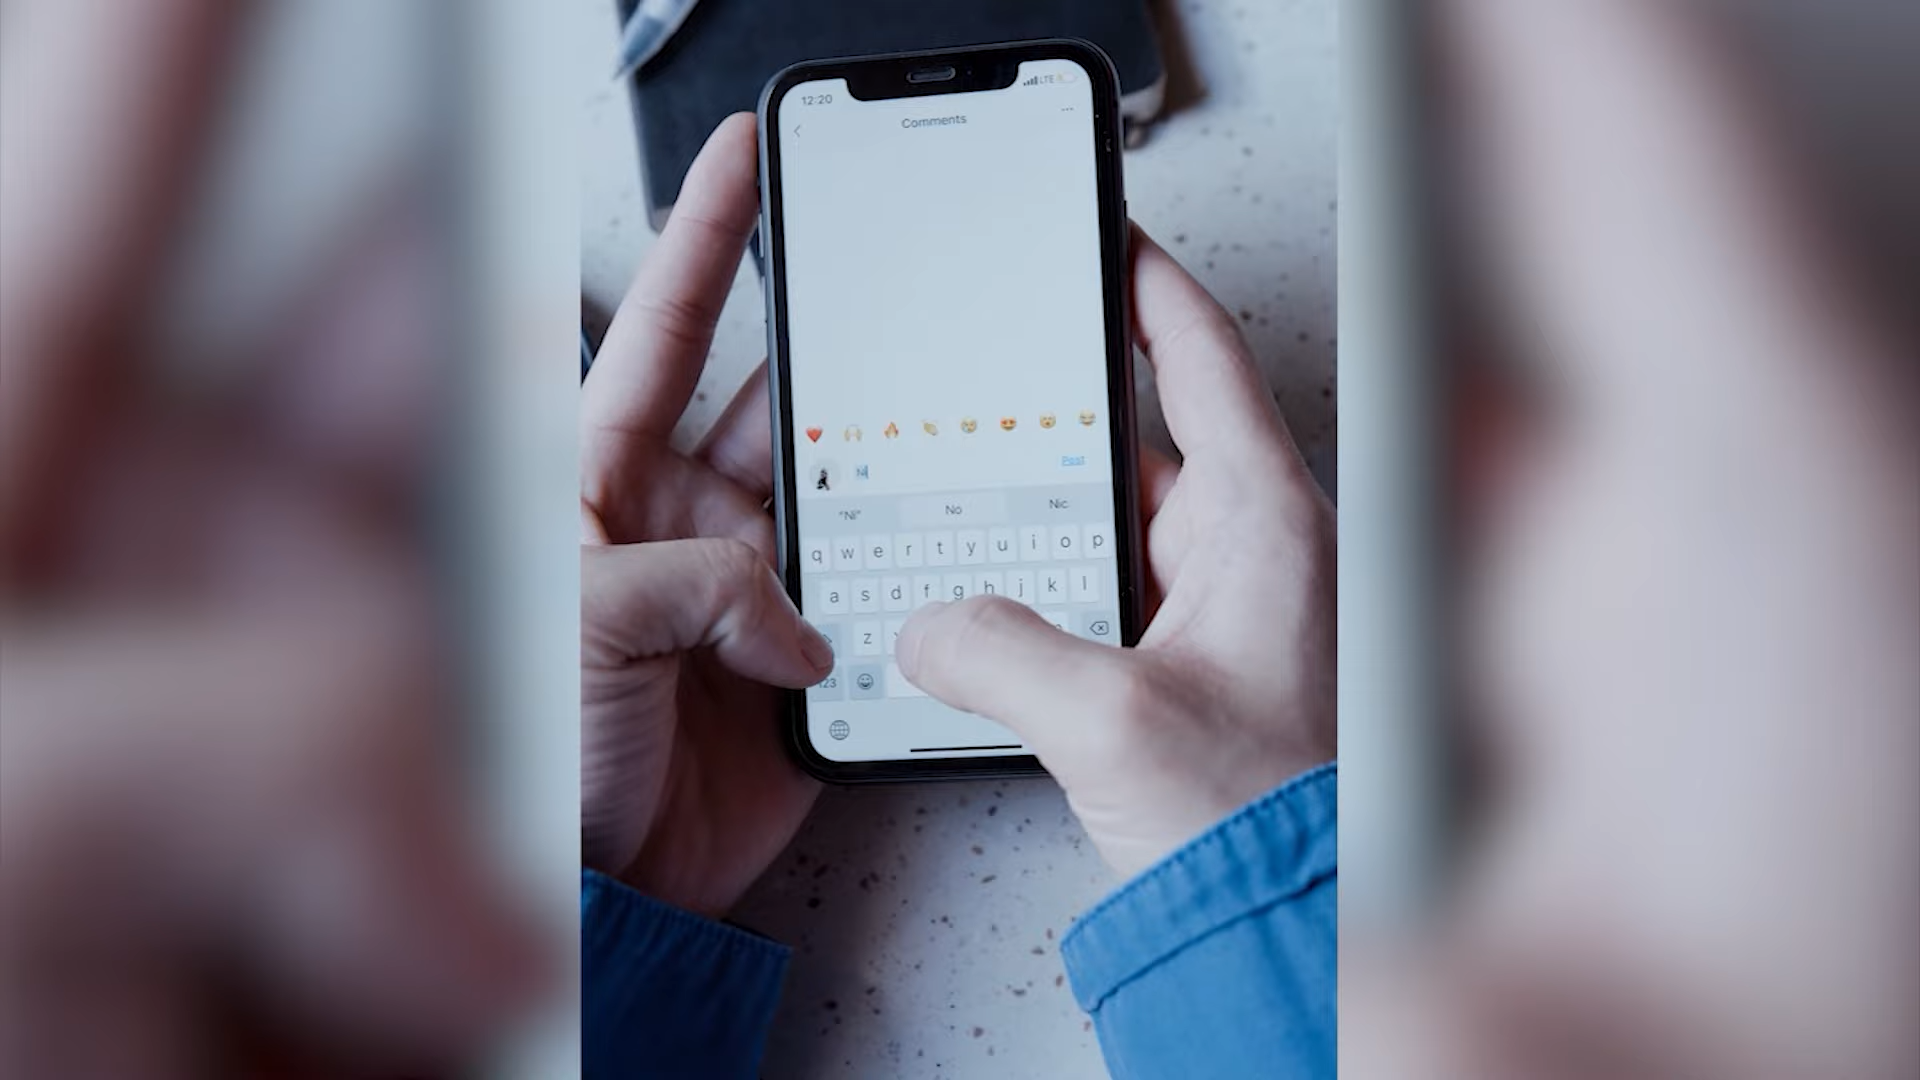 12:20 LTE
Comments
Ni Post
"Ni" No Nic
q w e r t y u i o p
a s d f g h j k l
z
123